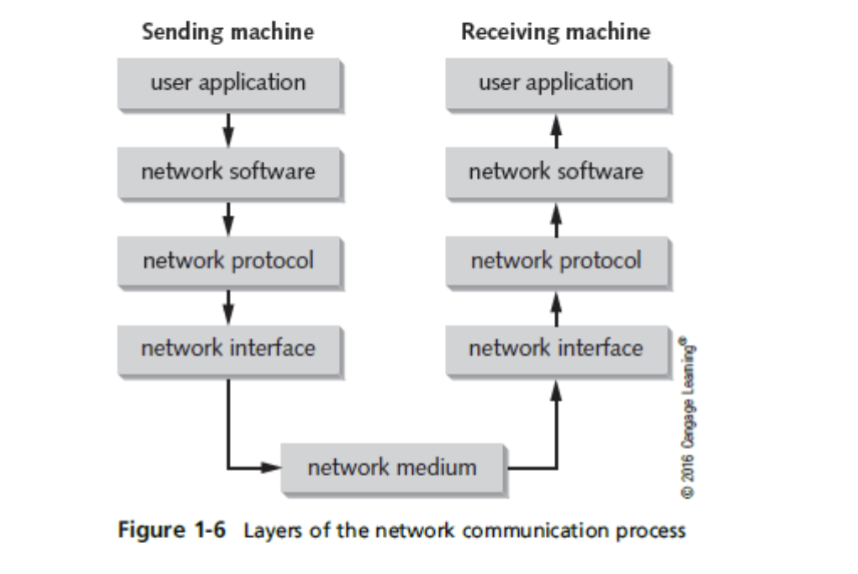 Sending machine
Receiving machine
user application
user application
network software
network software
network protocol
network protocol
network interface
network interface
network medium
© 2016 Cengage Learning®
Figure 1-6 Layers of the network communication process